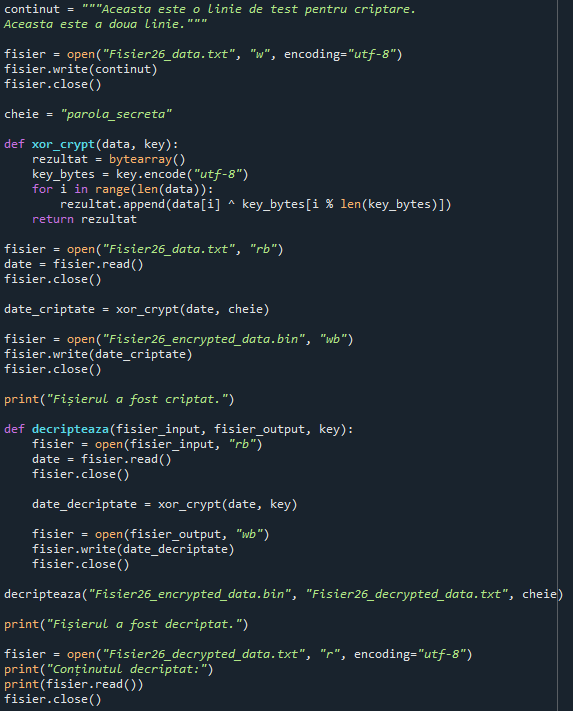 continut = """Aceasta este o linie de test pentru criptare.
Aceasta este a doua linie."""
fisier = open("Fisier26_data.txt", "w", encoding="utf-8")
fisier.write(continut)
fisier.close()
cheie = "parola_secreta"
def xor_crypt(data, key):
    rezultat = bytearray()
    key_bytes = key.encode("utf-8")
    for i in range(len(data)):
        rezultat.append(data[i] ^ key_bytes[i % len(key_bytes)])
    return rezultat
fisier = open("Fisier26_data.txt", "rb")
date = fisier.read()
fisier.close()
date_criptate = xor_crypt(date, cheie)
fisier = open("Fisier26_encrypted_data.bin", "wb")
fisier.write(date_criptate)
fisier.close()
print("Fișierul a fost criptat.")
def decripteaza(fisier_input, fisier_output, key):
    fisier = open(fisier_input, "rb")
    date = fisier.read()
    fisier.close()
    date_decriptate = xor_crypt(date, key)
    fisier = open(fisier_output, "wb")
    fisier.write(date_decriptate)
    fisier.close()
decripteaza("Fisier26_encrypted_data.bin", "Fisier26_decrypted_data.txt", cheie)
print("Fișierul a fost decriptat.")
fisier = open("Fisier26_decrypted_data.txt", "r", encoding="utf-8")
print("Conținutul decriptat:")
print(fisier.read())
fisier.close()